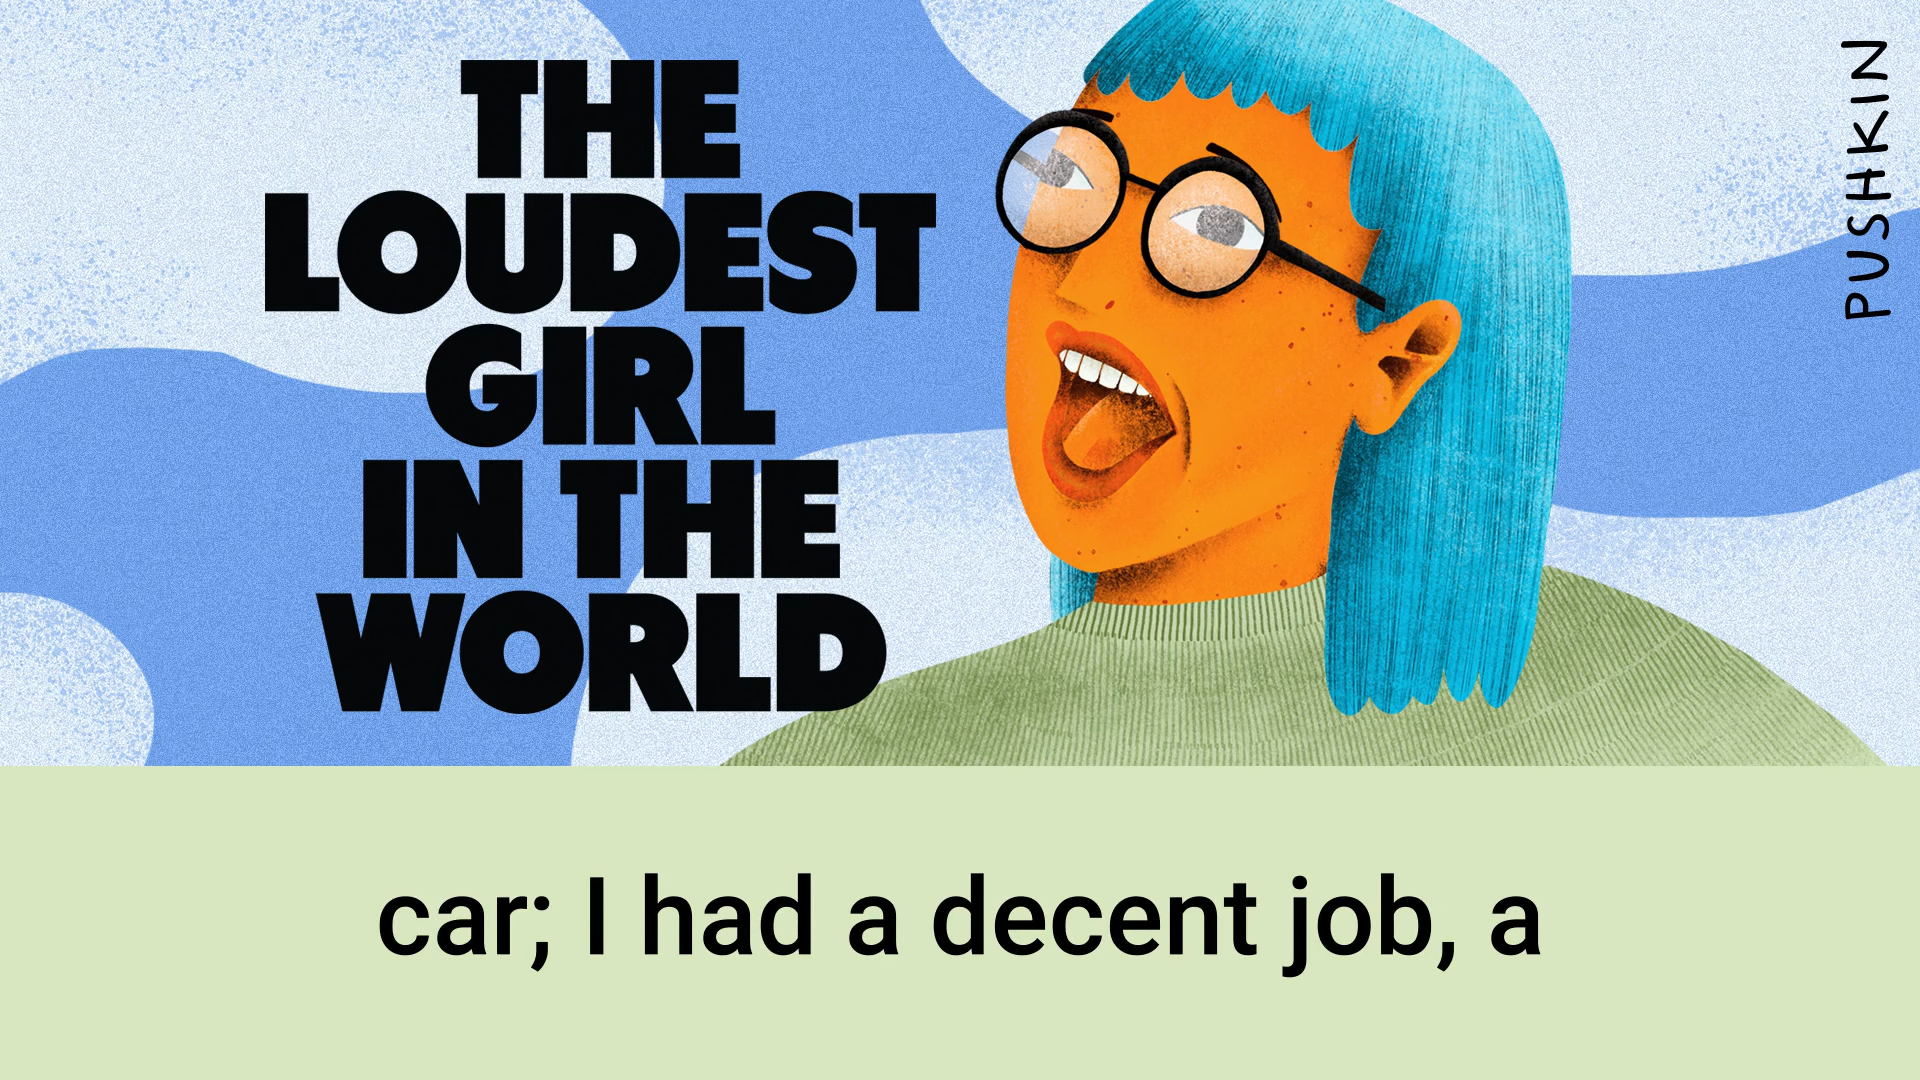 THE
LOUDEST
GIRL
IN THE
WORLD
PUSHKIN
car; I had a decent job, a